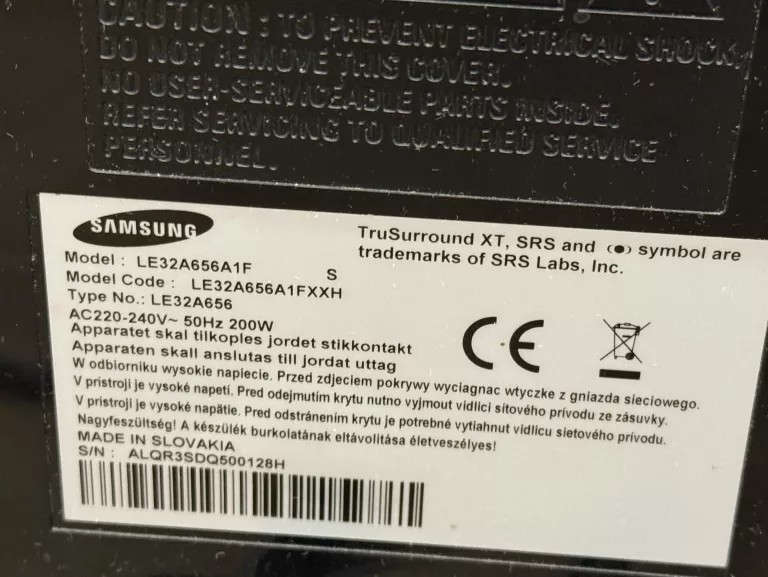 CAUTION : TO PREVENT ELECTRICAL SHOCK,
DO NOT REMOVE THIS COVER.
NO USER-SERVICEABLE PARTS INSIDE.
REFER SERVICING TO QUALIFIED SERVICE
PERSONNEL.
SAMSUNG
Model : LE32A656A1F S
Model Code : LE32A656A1FXXH
Type No.: LE32A656
AC220-240V~ 50Hz 200W
TruSurround XT, SRS and (●) symbol are
trademarks of SRS Labs, Inc.
CE
Apparatet skal tilkoples jordet stikkontakt
Apparaten skall anslutas till jordat uttag
W odbiorniku wysokie napiecie. Przed zdjeciem pokrywy wyciagnac wtyczke z gniazda sieciowego.
V pristroji je vysoké napetí. Pred odejmutím krytu nutno vyjmout vidlici sítového prívodu ze zásuvky.
V prístroji je vysoké napätie. Pred odstránením krytu je potrebné vytiahnut vidlicu sietového prívodu.
Nagyfeszültség! A készülék burkolatának eltávolítása életveszélyes!
MADE IN SLOVAKIA
S/N : ALQR3SDQ500128H